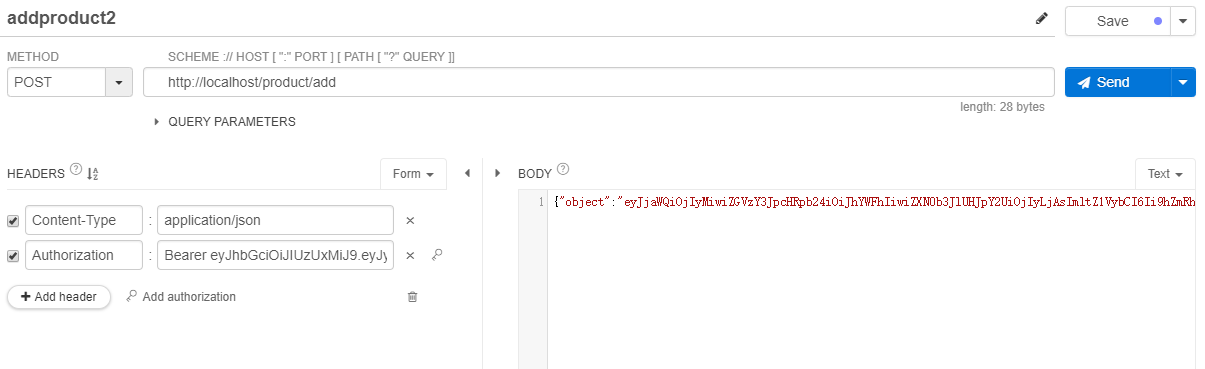 addproduct2
Save
METHOD
SCHEME :// HOST [ ":" PORT ] [ PATH [ "?" QUERY ]]
POST
http://localhost/product/add
Send
length: 28 bytes
QUERY PARAMETERS
HEADERS
Form
BODY
Text
Content-Type : application/json
Authorization : Bearer eyJhbGciOiJIUzUxMiJ9.eyJy
Add header
Add authorization
1 {"object":"eyJjaWQiOjIyMiwiZGVzY3JpcHRpb24iOiJhYWFhIiwiZXN0b3JlUHJpY2UiOjIyLjAsImltZ1VybCI6Ii9hZmRh